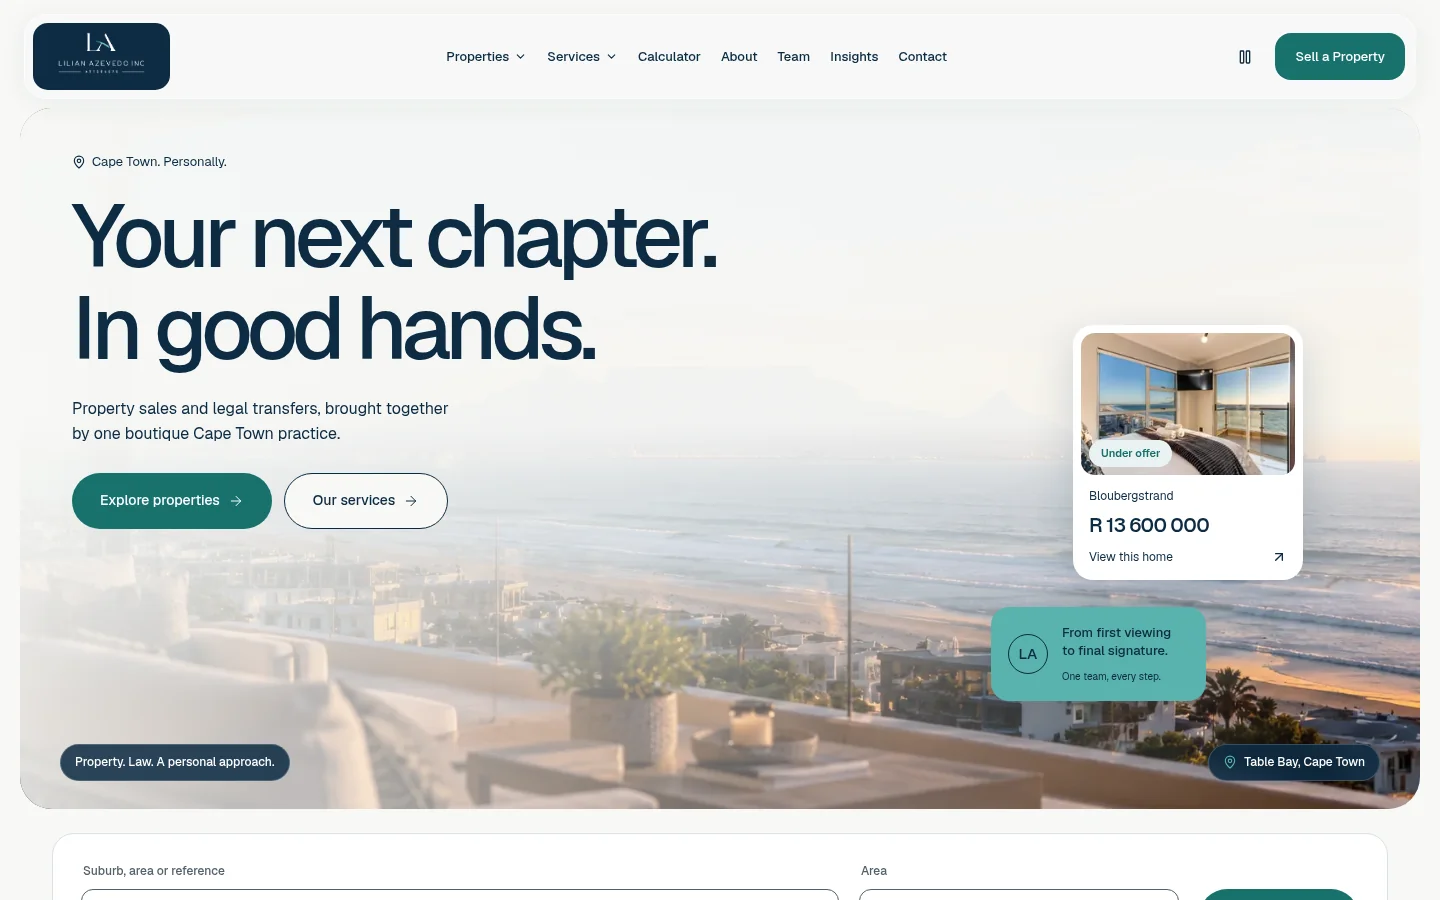 LA
LILIAN AZEVEDO INC
ATTORNEYS
Properties
Services
Calculator
About
Team
Insights
Contact
Sell a Property
Cape Town. Personally.
Your next chapter.
In good hands.
Property sales and legal transfers, brought together
by one boutique Cape Town practice.
Explore properties
Our services
Under offer
Bloubergstrand
R 13 600 000
View this home
LA
From first viewing
to final signature.
One team, every step.
Property. Law. A personal approach.
Table Bay, Cape Town
Suburb, area or reference
Area